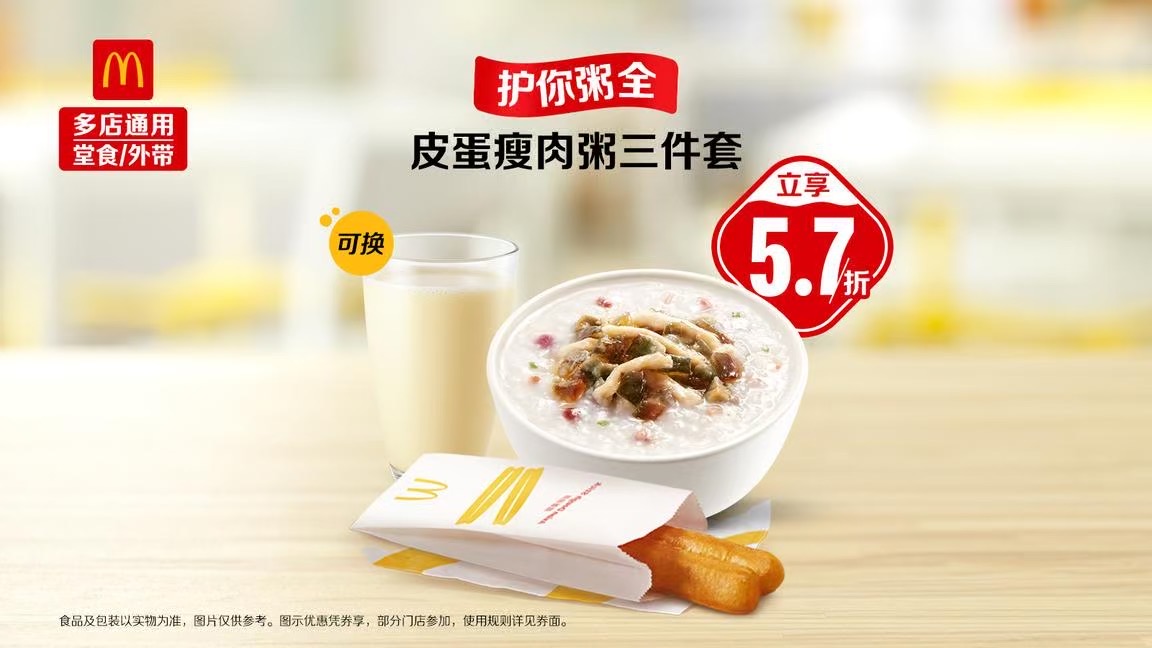 护你粥全
多店通用
堂食/外带
皮蛋瘦肉粥三件套
立享
5.7/折
可换
食品及包装以实物为准，图片仅供参考。图示优惠凭券享，部分门店参加，使用规则详见券面。